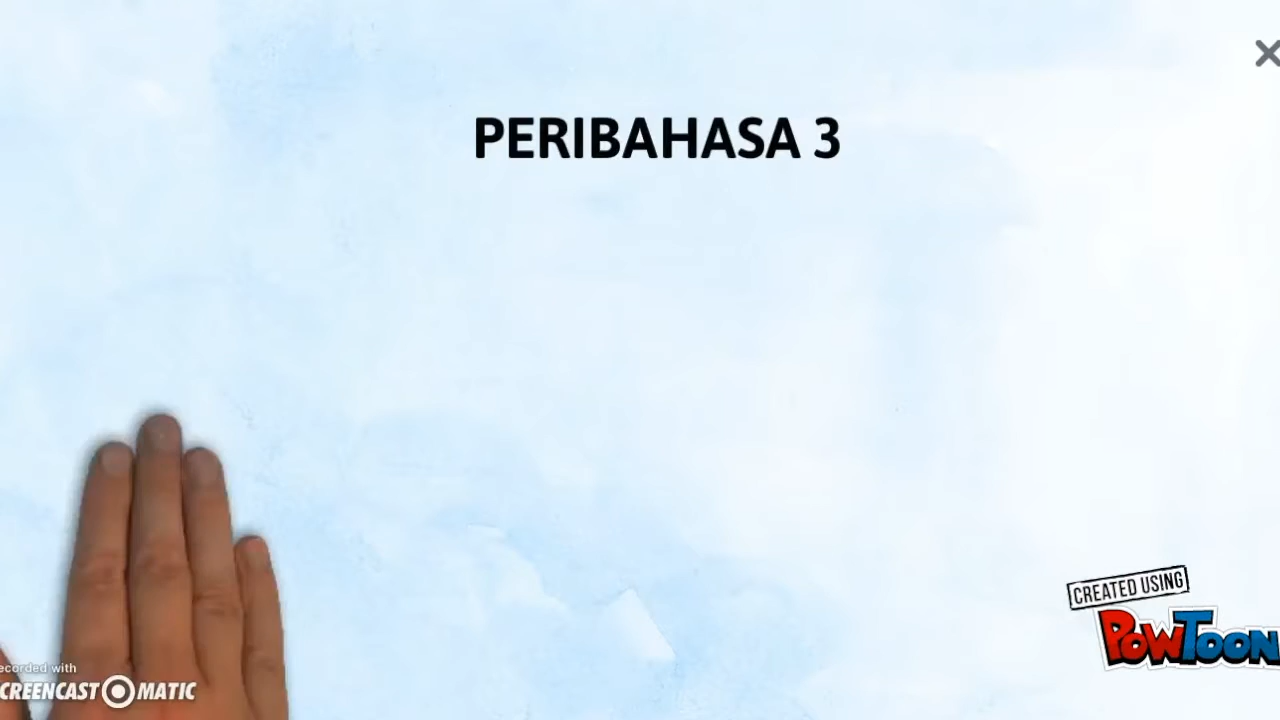 PERIBAHASA 3
CREATED USING
POWTOON
ecorded with
CREENCAST MATIC